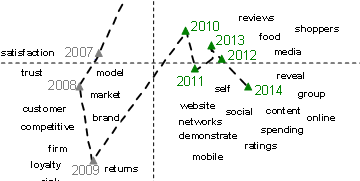 reviews
shoppers
2010
food
2013
media
satisfaction
2007
2012
trust
model
2011
reveal
2008
market
self
2014
group
customer
website
social
content
brand
networks
online
competitive
demonstrate
spending
firm
ratings
loyalty
2009
returns
mobile
risk